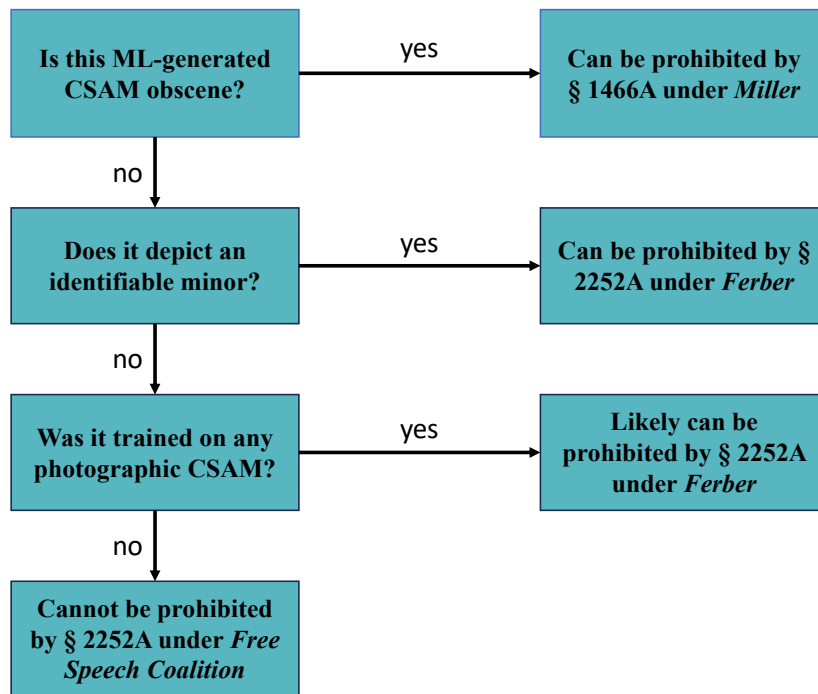 Is this ML-generated
CSAM obscene?
yes
Can be prohibited by
§ 1466A under Miller
no
Does it depict an
identifiable minor?
yes
Can be prohibited by §
2252A under Ferber
no
Was it trained on any
photographic CSAM?
yes
Likely can be
prohibited by § 2252A
under Ferber
no
Cannot be prohibited
by § 2252A under Free
Speech Coalition